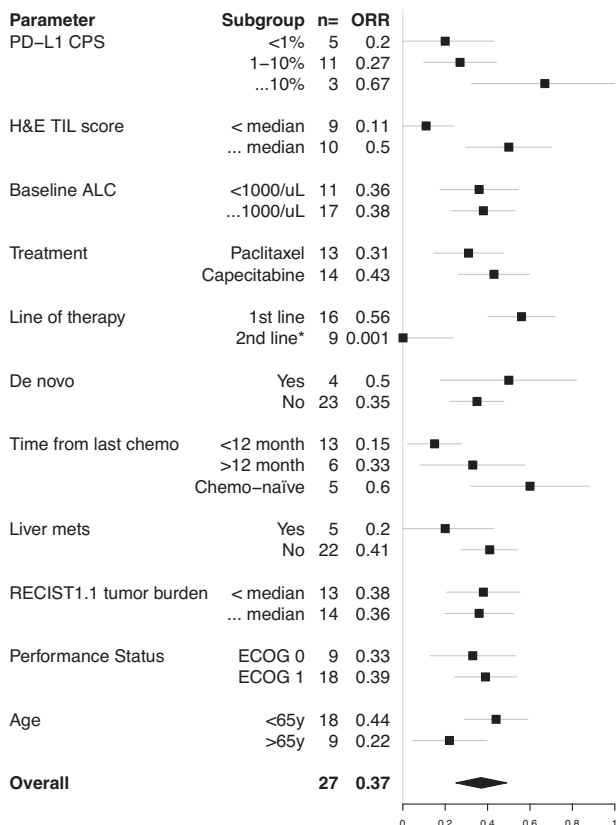 Parameter Subgroup n= ORR
PD−L1 CPS <1% 5 0.2
1−10% 11 0.27
...10% 3 0.67
H&E TIL score < median 9 0.11
... median 10 0.5
Baseline ALC <1000/uL 11 0.36
...1000/uL 17 0.38
Treatment Paclitaxel 13 0.31
Capecitabine 14 0.43
Line of therapy 1st line 16 0.56
2nd line* 9 0.001
De novo Yes 4 0.5
No 23 0.35
Time from last chemo <12 month 13 0.15
>12 month 6 0.33
Chemo−naïve 5 0.6
Liver mets Yes 5 0.2
No 22 0.41
RECIST1.1 tumor burden < median 13 0.38
... median 14 0.36
Performance Status ECOG 0 9 0.33
ECOG 1 18 0.39
Age <65y 18 0.44
>65y 9 0.22
Overall 27 0.37
0 0.2 0.4 0.6 0.8 1